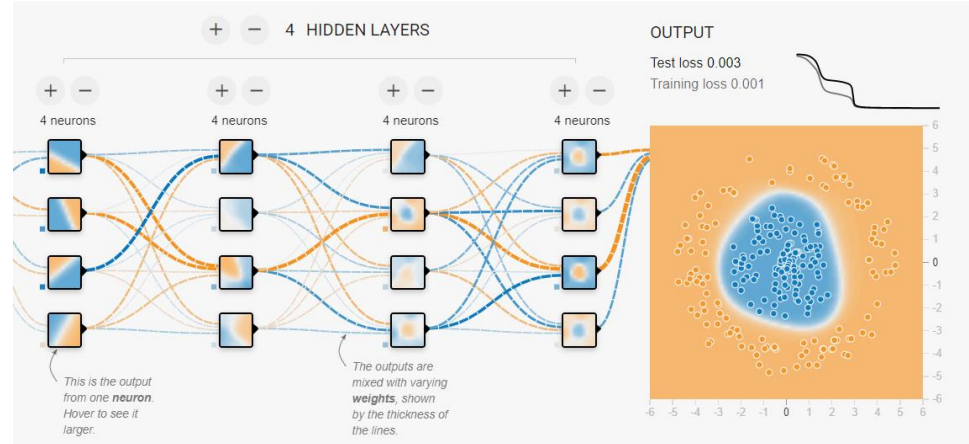 + − 4 HIDDEN LAYERS
+ − + − + − + −
4 neurons 4 neurons 4 neurons 4 neurons
This is the output
from one neuron.
Hover to see it
larger.
The outputs are
mixed with varying
weights, shown
by the thickness of
the lines.
OUTPUT
Test loss 0.003
Training loss 0.001
6
5
4
3
2
1
0
-1
-2
-3
-4
-5
-6
-6 -5 -4 -3 -2 -1 0 1 2 3 4 5 6